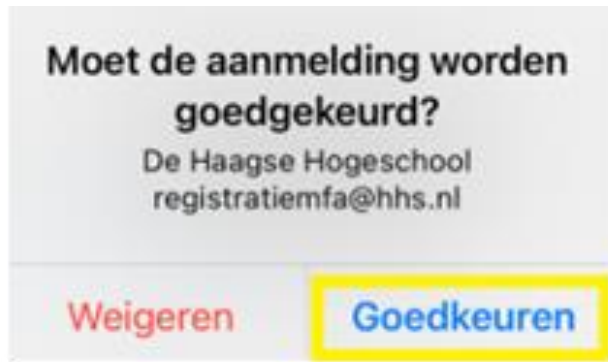 Moet de aanmelding worden
goedgekeurd?
De Haagse Hogeschool
registratiemfa@hhs.nl
Weigeren
Goedkeuren